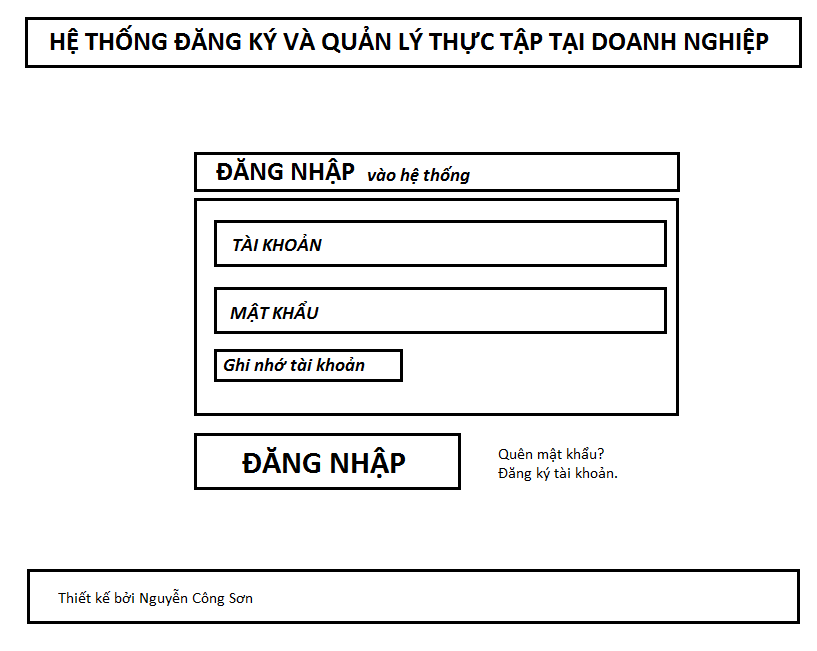 HỆ THỐNG ĐĂNG KÝ VÀ QUẢN LÝ THỰC TẬP TẠI DOANH NGHIỆP
ĐĂNG NHẬP vào hệ thống
TÀI KHOẢN
MẬT KHẨU
Ghi nhớ tài khoản
ĐĂNG NHẬP
Quên mật khẩu?
Đăng ký tài khoản.
Thiết kế bởi Nguyễn Công Sơn